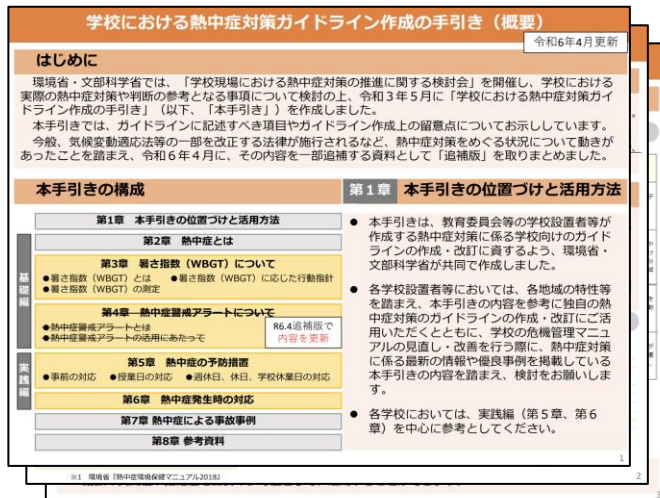 学校における熱中症対策ガイドライン作成の手引き（概要）
令和6年4月更新
はじめに
環境省・文部科学省では、「学校現場における熱中症対策の推進に関する検討会」を開催し、学校における
実際の熱中症対策や判断の参考となる事項について検討の上、令和３年５月に「学校における熱中症対策ガイ
ドライン作成の手引き」（以下、「本手引き」）を作成しました。
本手引きでは、ガイドラインに記述すべき項目やガイドライン作成上の留意点についてお示ししています。
今般、気候変動適応法等の一部を改正する法律が施行されるなど、熱中症対策をめぐる状況について動きが
あったことを踏まえ、令和６年４月に、その内容を一部追補する資料として「追補版」を取りまとめました。
本手引きの構成
基礎編
第1章　本手引きの位置づけと活用方法
第2章　熱中症とは
第3章　暑さ指数（WBGT）について
●暑さ指数（WBGT）とは　●暑さ指数（WBGT）に応じた行動指針
●暑さ指数（WBGT）の測定
第4章　熱中症警戒アラートについて
●熱中症警戒アラートとは
●熱中症警戒アラートの活用にあたって
R6.4追補版で
内容を更新
実践編
第5章　熱中症の予防措置
●事前の対応　●授業日の対応　●週休日、休日、学校休業日の対応
第6章　熱中症発生時の対応
第7章 熱中症による事故事例
第8章 参考資料
第１章 本手引きの位置づけと活用方法
● 本手引きは、教育委員会等の学校設置者等が
作成する熱中症対策に係る学校向けのガイド
ラインの作成・改訂に資するよう、環境省・
文部科学省が共同で作成しました。
● 各学校設置者等においては、各地域の特性等
を踏まえ、本手引きの内容を参考に独自の熱
中症対策のガイドラインの作成・改訂にご活
用いただくとともに、学校の危機管理マニュ
アルの見直し・改善を行う際に、熱中症対策
に係る最新の情報や優良事例を掲載している
本手引きの内容を踏まえ、検討をお願いしま
す。
● 各学校においては、実践編（第５章、第６
章）を中心に参考としてください。
1
※1　環境省『熱中症環境保健マニュアル2018』
2
3